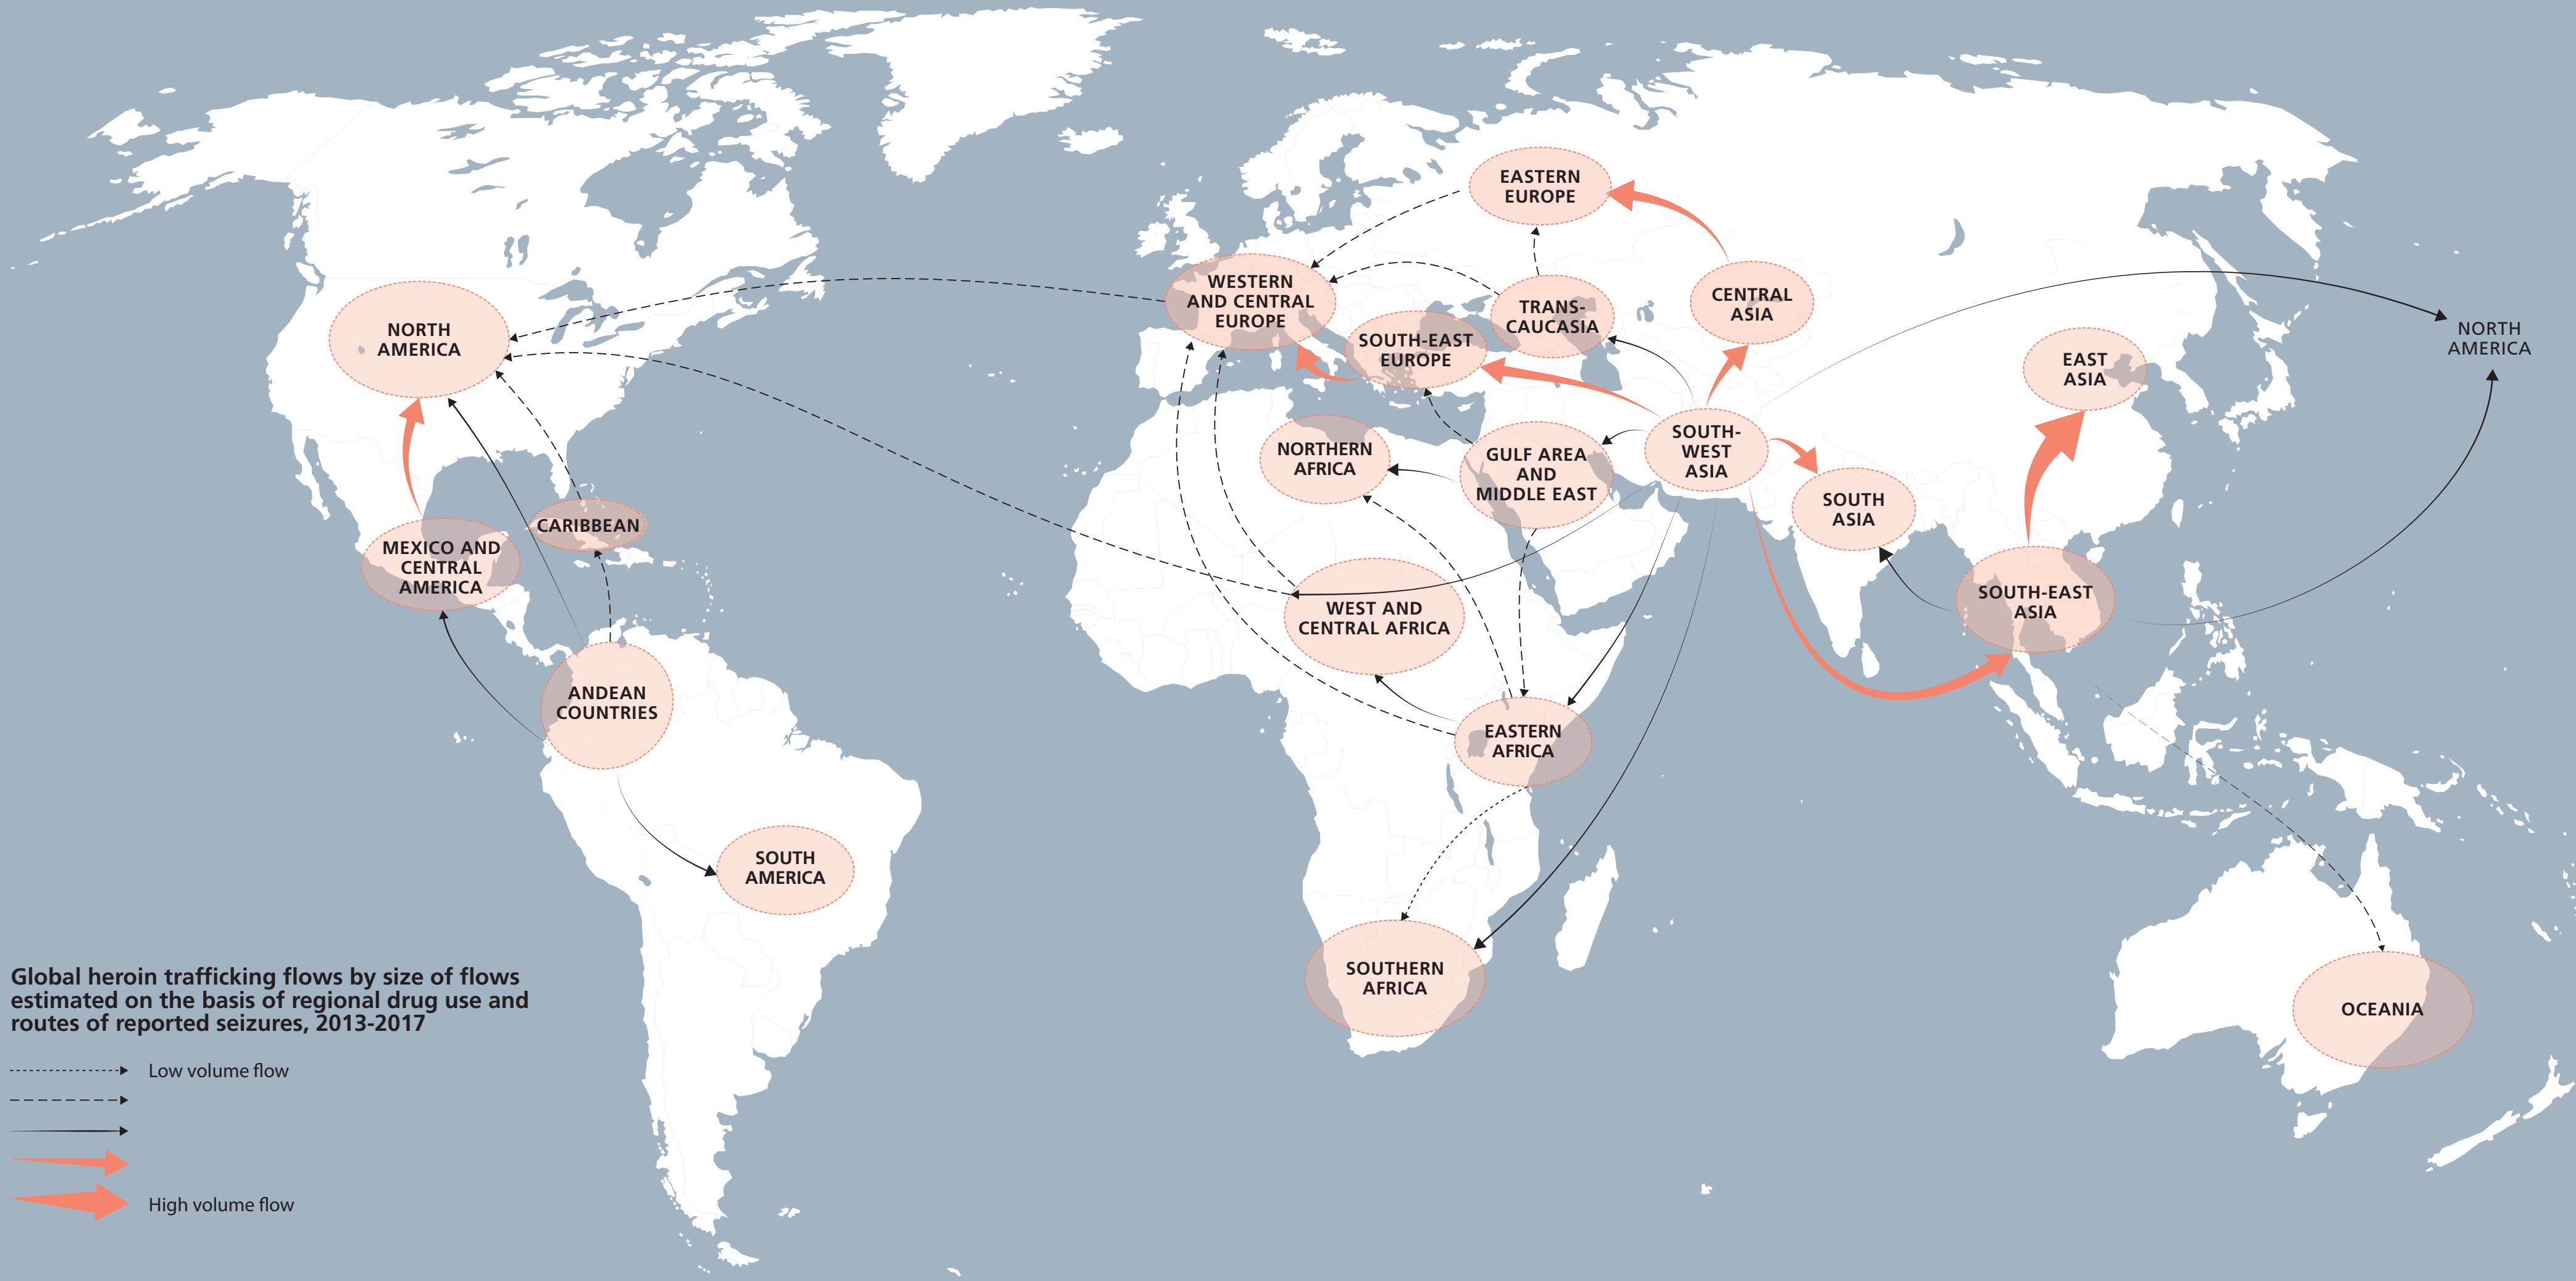 EASTERN
EUROPE
WESTERN
AND CENTRAL
EUROPE
TRANS-
CAUCASIA
CENTRAL
ASIA
NORTH
AMERICA
SOUTH-EAST
EUROPE
NORTH
AMERICA
EAST
ASIA
NORTHERN
AFRICA
GULF AREA
AND
MIDDLE EAST
SOUTH-
WEST
ASIA
SOUTH
ASIA
CARIBBEAN
MEXICO AND
CENTRAL
AMERICA
WEST AND
CENTRAL AFRICA
SOUTH-EAST
ASIA
ANDEAN
COUNTRIES
EASTERN
AFRICA
SOUTH
AMERICA
SOUTHERN
AFRICA
OCEANIA
Global heroin trafficking flows by size of flows
estimated on the basis of regional drug use and
routes of reported seizures, 2013-2017
Low volume flow
High volume flow